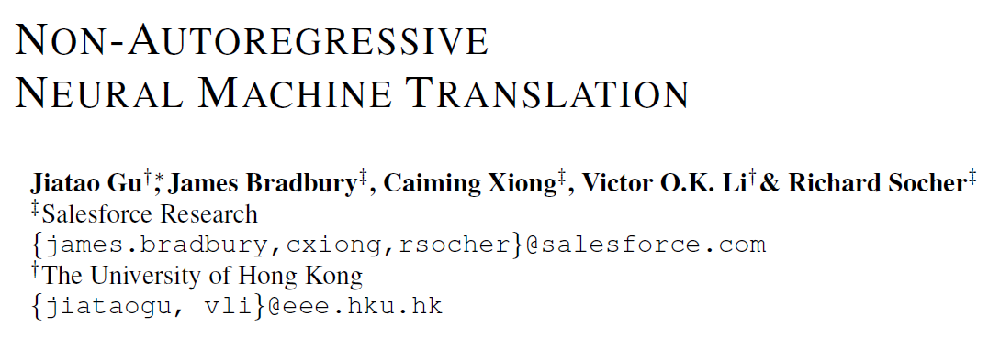 NON-AUTOREGRESSIVE
NEURAL MACHINE TRANSLATION
Jiatao Gu†,* James Bradbury‡, Caiming Xiong‡, Victor O.K. Li† & Richard Socher‡
‡Salesforce Research
{james.bradbury,cxiong,rsocher}@salesforce.com
†The University of Hong Kong
{jiataogu, vli}@eee.hku.hk